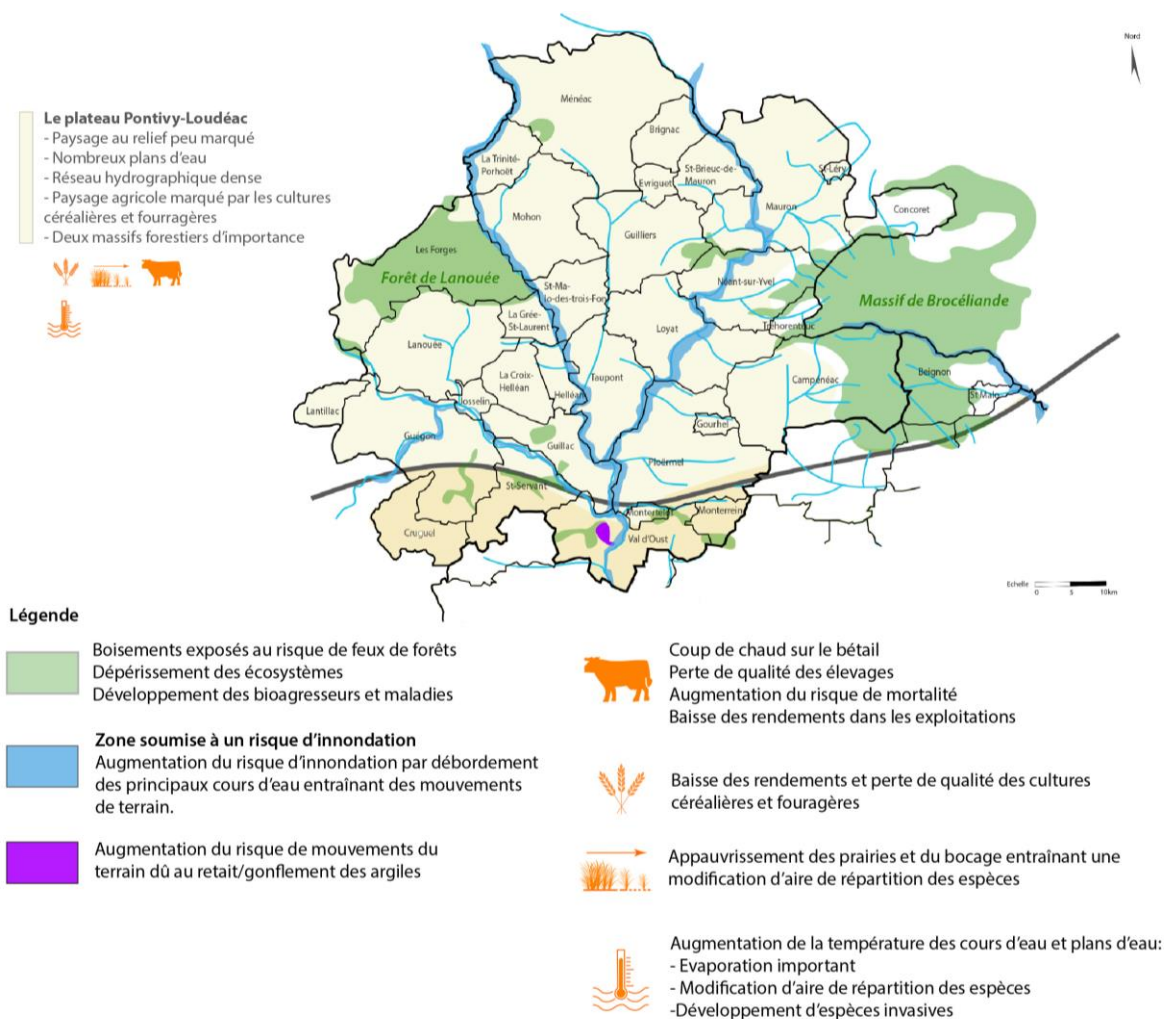 Nord
Le plateau Pontivy-Loudéac
- Paysage au relief peu marqué
- Nombreux plans d'eau
- Réseau hydrographique dense
- Paysage agricole marqué par les cultures
céréalières et fourragères
- Deux massifs forestiers d'importance
Ménéac
Brignac
La Trinité-
Porhoët
St-Brieuc-de-
Mauron
St-Léry
Evriguet
Mauron
Concoret
Mohon
Guilliers
Les Forges
Forêt de Lanouée
Néant-sur-Yvel
St-Ma-
lo-des-trois-Fon
Massif de Brocéliande
La Grée-
St-Laurent
Loyat
Tréhorenteuc
Lanouée
La Croix-
Helléan
Taupont
Campénéac
Beignon
Helléan
St-Malo
Josselin
Lantillac
Gourhel
Guégon
Guillac
Ploërmel
St-Servant
Montertelot
Monterrein
Cruguel
Val d'Oust
Echelle
0 5 10km
Légende
Boisements exposés au risque de feux de forêts
Dépérissement des écosystèmes
Développement des bioagresseurs et maladies
Zone soumise à un risque d'innondation
Augmentation du risque d'innondation par débordement
des principaux cours d'eau entraînant des mouvements
de terrain.
Augmentation du risque de mouvements du
terrain dû au retait/gonflement des argiles
Coup de chaud sur le bétail
Perte de qualité des élevages
Augmentation du risque de mortalité
Baisse des rendements dans les exploitations
Baisse des rendements et perte de qualité des cultures
céréalières et fouragères
Appauvrissement des prairies et du bocage entraînant une
modification d'aire de répartition des espèces
Augmentation de la température des cours d'eau et plans d'eau:
- Evaporation important
- Modification d'aire de répartition des espèces
-Développement d'espèces invasives